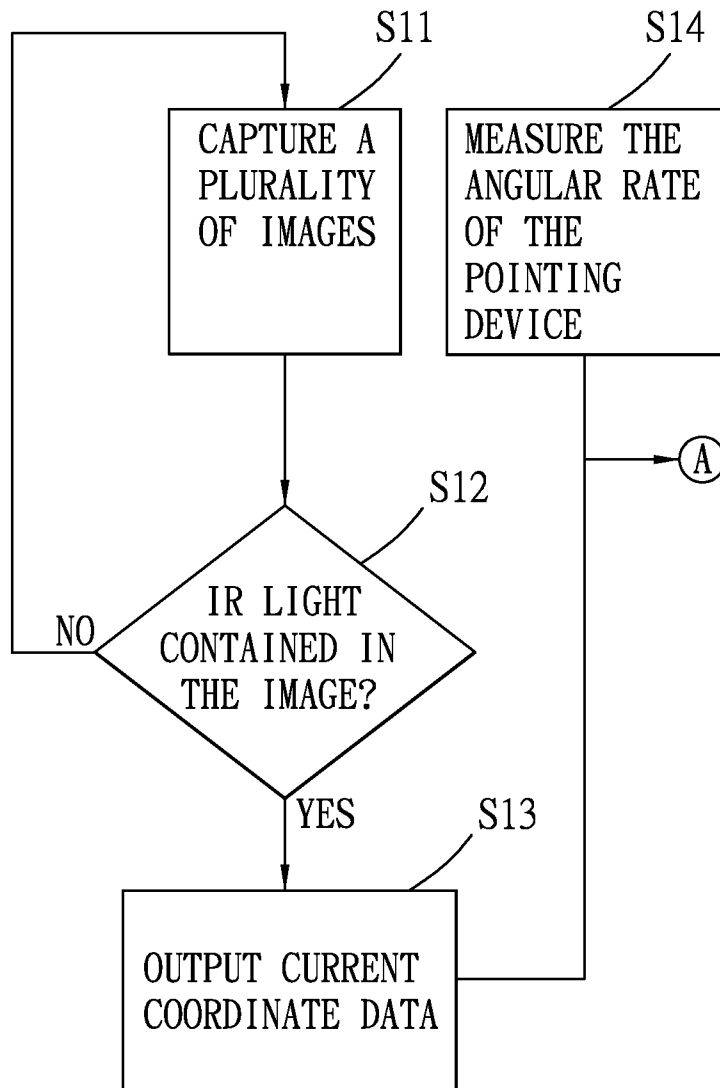 S11
CAPTURE A
PLURALITY
OF IMAGES
S14
MEASURE THE
ANGULAR RATE
OF THE
POINTING
DEVICE
A
S12
IR LIGHT
CONTAINED IN
THE IMAGE?
NO
YES
S13
OUTPUT CURRENT
COORDINATE DATA